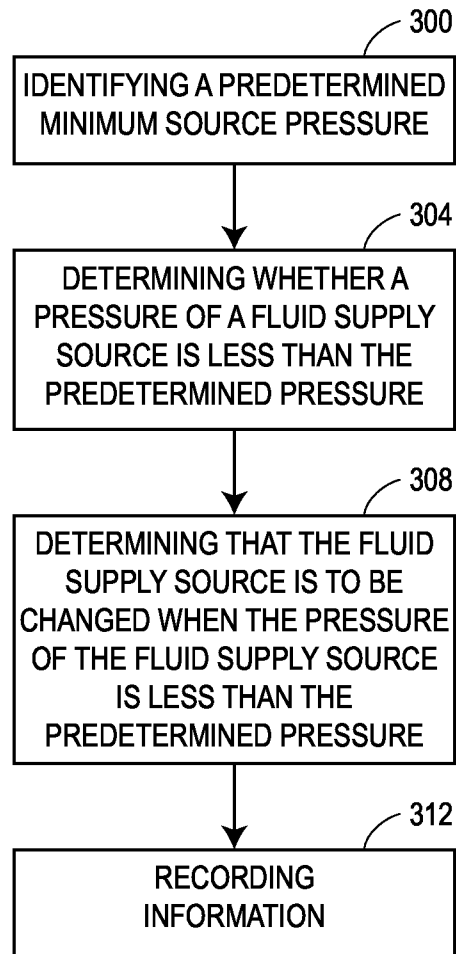 300
IDENTIFYING A PREDETERMINED
MINIMUM SOURCE PRESSURE
304
DETERMINING WHETHER A
PRESSURE OF A FLUID SUPPLY
SOURCE IS LESS THAN THE
PREDETERMINED PRESSURE
308
DETERMINING THAT THE FLUID
SUPPLY SOURCE IS TO BE
CHANGED WHEN THE PRESSURE
OF THE FLUID SUPPLY SOURCE
IS LESS THAN THE
PREDETERMINED PRESSURE
312
RECORDING
INFORMATION